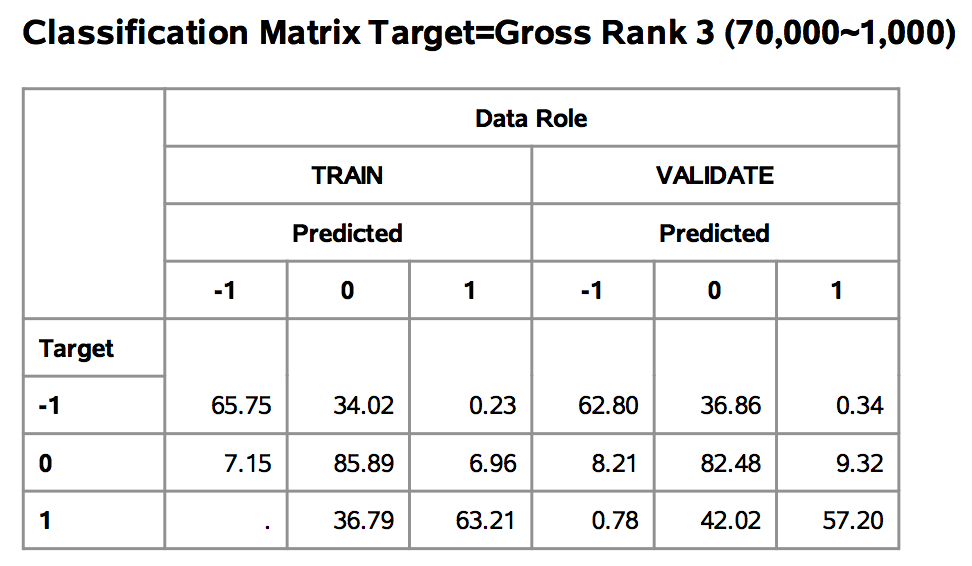 Classification Matrix Target=Gross Rank 3 (70,000~1,000)
Data Role
TRAIN VALIDATE
Predicted Predicted
-1 0 1 -1 0 1
Target
-1 65.75 34.02 0.23 62.80 36.86 0.34
0 7.15 85.89 6.96 8.21 82.48 9.32
1 . 36.79 63.21 0.78 42.02 57.20